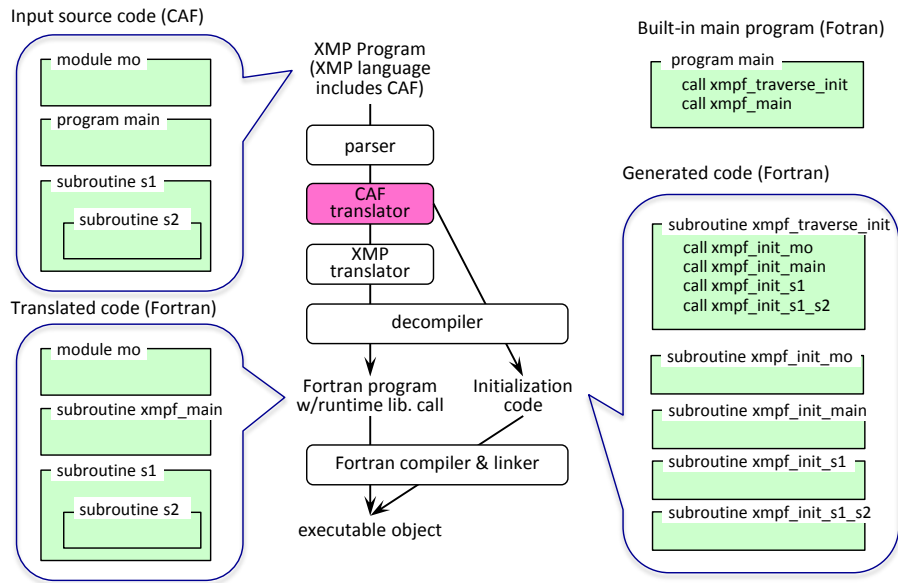 Input source code (CAF)
module mo
program main
subroutine s1
subroutine s2
Translated code (Fortran)
module mo
subroutine xmpf_main
subroutine s1
subroutine s2
XMP Program
(XMP language
includes CAF)
parser
CAF
translator
XMP
translator
decompiler
Fortran program
w/runtime lib. call
Initialization
code
Fortran compiler & linker
executable object
Built-in main program (Fotran)
program main
call xmpf_traverse_init
call xmpf_main
Generated code (Fortran)
subroutine xmpf_traverse_init
call xmpf_init_mo
call xmpf_init_main
call xmpf_init_s1
call xmpf_init_s1_s2
subroutine xmpf_init_mo
subroutine xmpf_init_main
subroutine xmpf_init_s1
subroutine xmpf_init_s1_s2